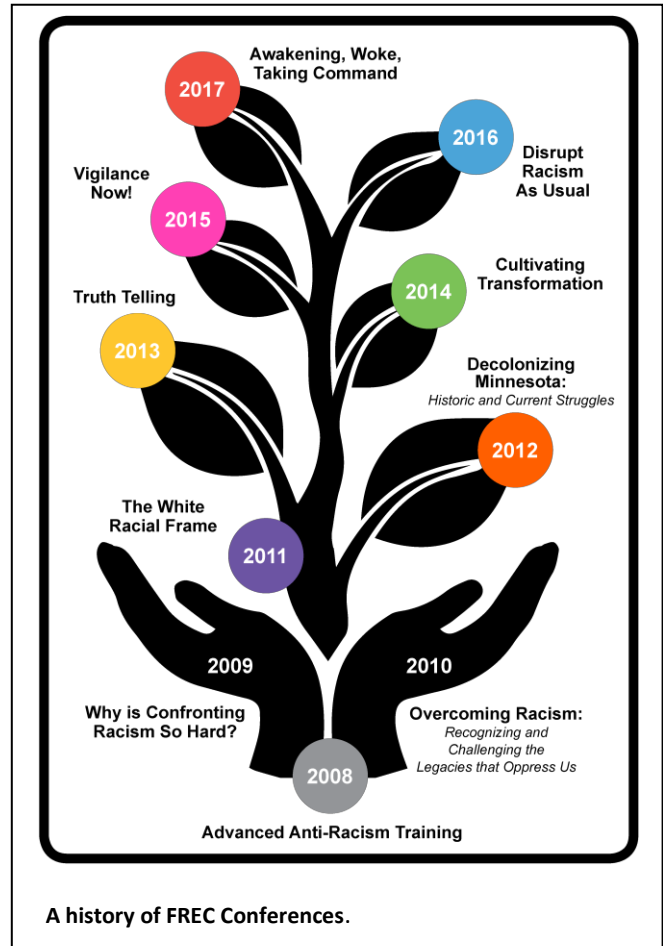 Awakening, Woke,
Taking Command
2017
2016
Disrupt
Racism
As Usual
Vigilance
Now!
2015
Cultivating
Transformation
2014
Truth Telling
2013
Decolonizing
Minnesota:
Historic and Current Struggles
2012
The White
Racial Frame
2011
2009
2010
Why is Confronting
Racism So Hard?
Overcoming Racism:
Recognizing and
Challenging the
Legacies that Oppress Us
2008
Advanced Anti-Racism Training
A history of FREC Conferences.